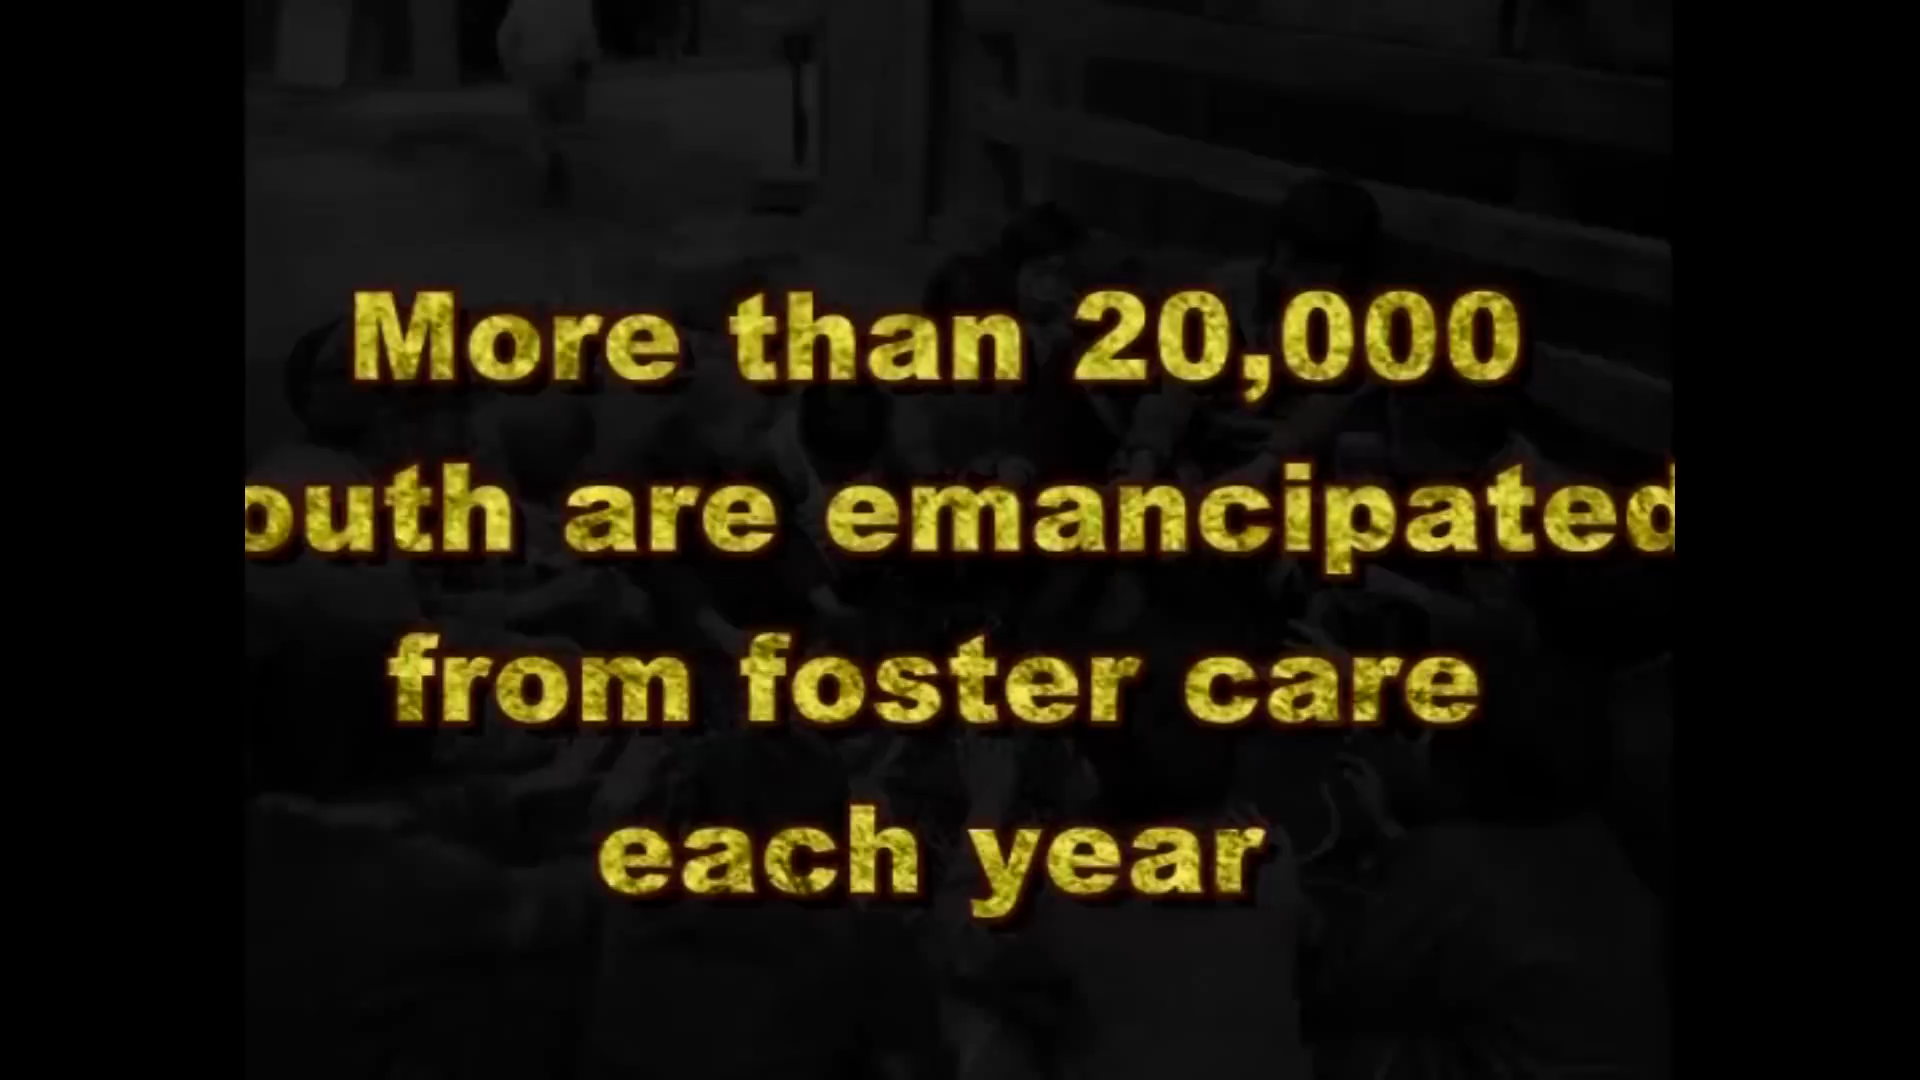 More than 20,000
outh are emancipated
from foster care
each year